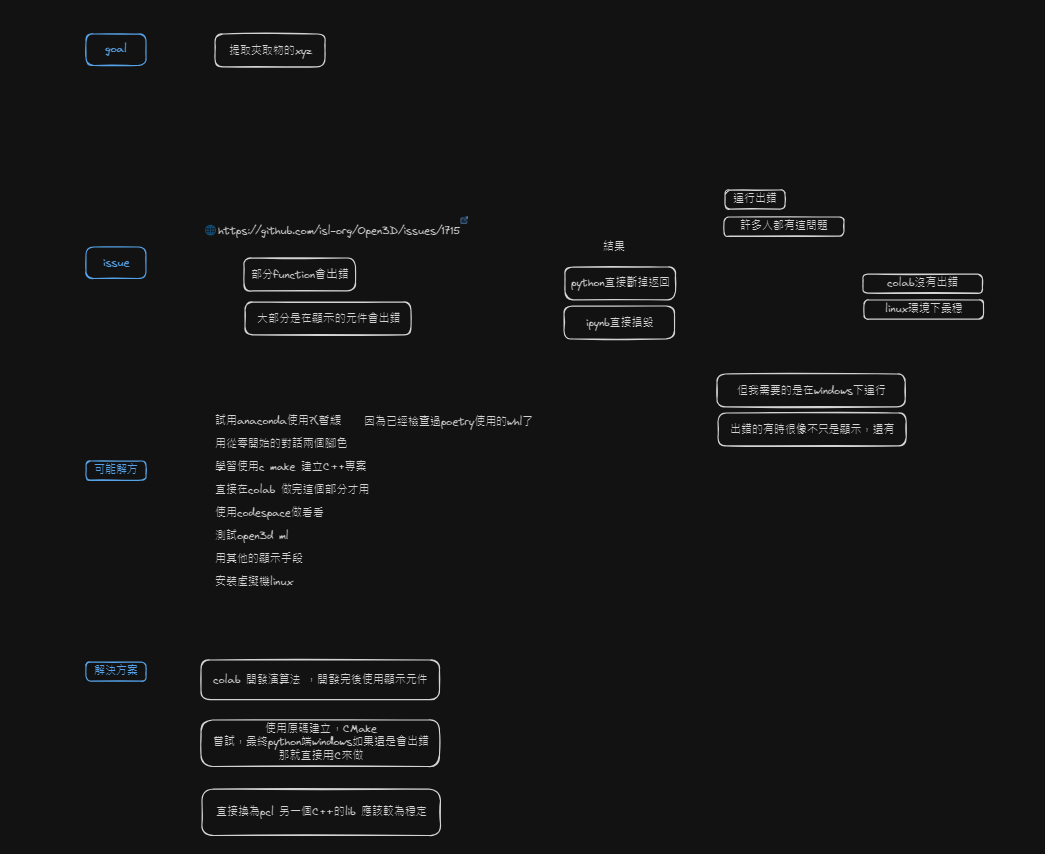 goal
提取夾取物的xyz
運行出錯
許多人都有這問題
https://github.com/isl-org/Open3D/issues/1715
結果
issue
部分function會出錯
python直接斷掉返回
colab沒有出錯
大部分是在顯示的元件會出錯
ipynb直接損毀
linux環境下最穩
但我需要的是在windows下運行
出錯的有時很像不只是顯示，還有
可能解方
試用anaconda使用?(暫緩
因為已經檢查過poetry使用的whl了
用從零開始的對話兩個腳色
學習使用c make 建立C++專案
直接在colab 做完這個部分才用
使用codespace做看看
測試open3d ml
用其他的顯示手段
安裝虛擬機linux
解決方案
colab 開發演算法 ，開發完後使用顯示元件
使用原碼建立，CMake
嘗試，最終python端windows如果還是會出錯
那就直接用C來做
直接換為pcl 另一個C++的lib 應該較為穩定